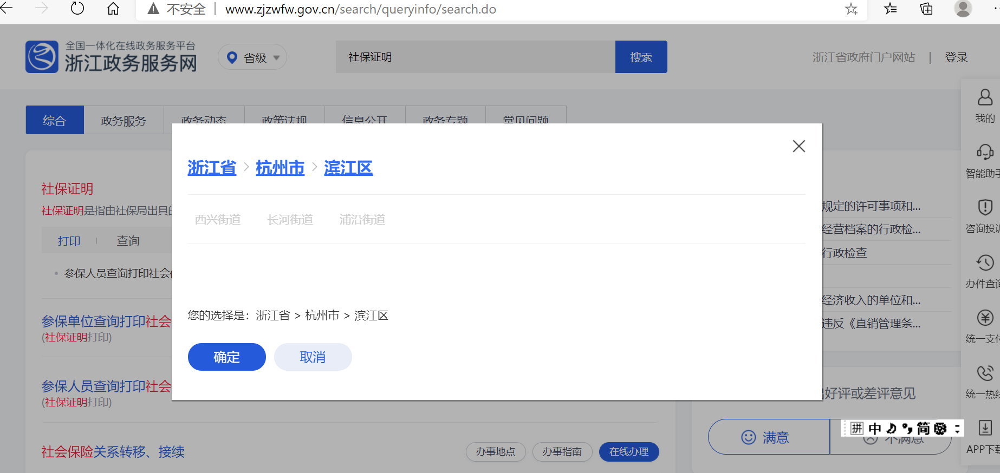 不安全 | www.zjzwfw.gov.cn/search/queryinfo/search.do
全国一体化在线政务服务平台
浙江政务服务网
省级
社保证明
搜索
浙江省政府门户网站 | 登录
综合
政务服务
政务动态
政策法规
信息公开
政务专题
常见问题
浙江省 > 杭州市 > 滨江区
西兴街道 长河街道 浦沿街道
您的选择是：浙江省 > 杭州市 > 滨江区
确定
取消
社保证明
社保证明是指由社保局出具
打印 | 查询
参保人员查询打印社会
参保单位查询打印社会
(社保证明打印)
参保人员查询打印社会
(社保证明打印)
社会保险关系转移、接续
办事地点
办事指南
在线办理
规定的许可事项和...
经营档案的行政检...
行政检查
经济收入的单位和...
违反《直销管理条...
好评或差评意见
满意
不满意
拼 中 简
我的
智能助手
咨询投诉
办件查询
统一支付
统一热线
APP下载